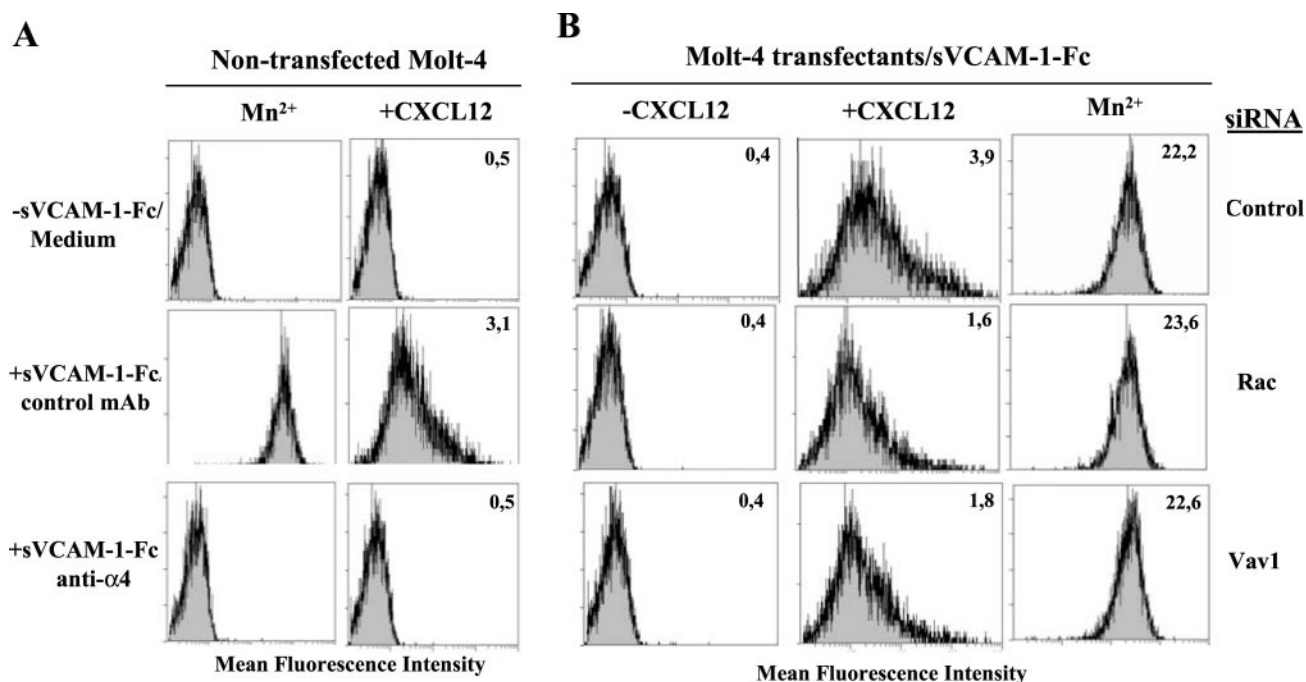 A
B
Non-transfected Molt-4
Molt-4 transfectants/sVCAM-1-Fc
Mn²⁺
+CXCL12
-CXCL12
+CXCL12
Mn²⁺
siRNA
-sVCAM-1-Fc/
Medium
0,5
0,4
3,9
22,2
Control
+sVCAM-1-Fc/
control mAb
3,1
0,4
1,6
23,6
Rac
+sVCAM-1-Fc
anti-α4
0,5
0,4
1,8
22,6
Vav1
Mean Fluorescence Intensity
Mean Fluorescence Intensity